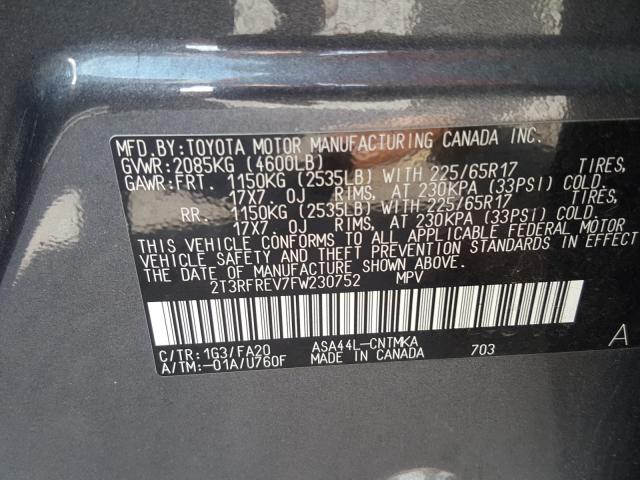 MFD. BY: TOYOTA MOTOR MANUFACTURING CANADA INC.
GVWR: 2085KG (4600LB)
GAWR: FRT. 1150KG (2535LB) WITH 225/65R17 TIRES,
17X7. 0J RIMS, AT 230KPA (33PSI) COLD.
RR. 1150KG (2535LB) WITH 225/65R17 TIRES,
17X7. 0J RIMS, AT 230KPA (33PSI) COLD.
THIS VEHICLE CONFORMS TO ALL APPLICABLE FEDERAL MOTOR
VEHICLE SAFETY AND THEFT PREVENTION STANDARDS IN EFFECT
THE DATE OF MANUFACTURE SHOWN ABOVE.
2T3RFREV7FW230752 MPV
C/TR: 1G3/FA20 ASA44L-CNTMKA 703 A
A/TM: -01A/U760F MADE IN CANADA